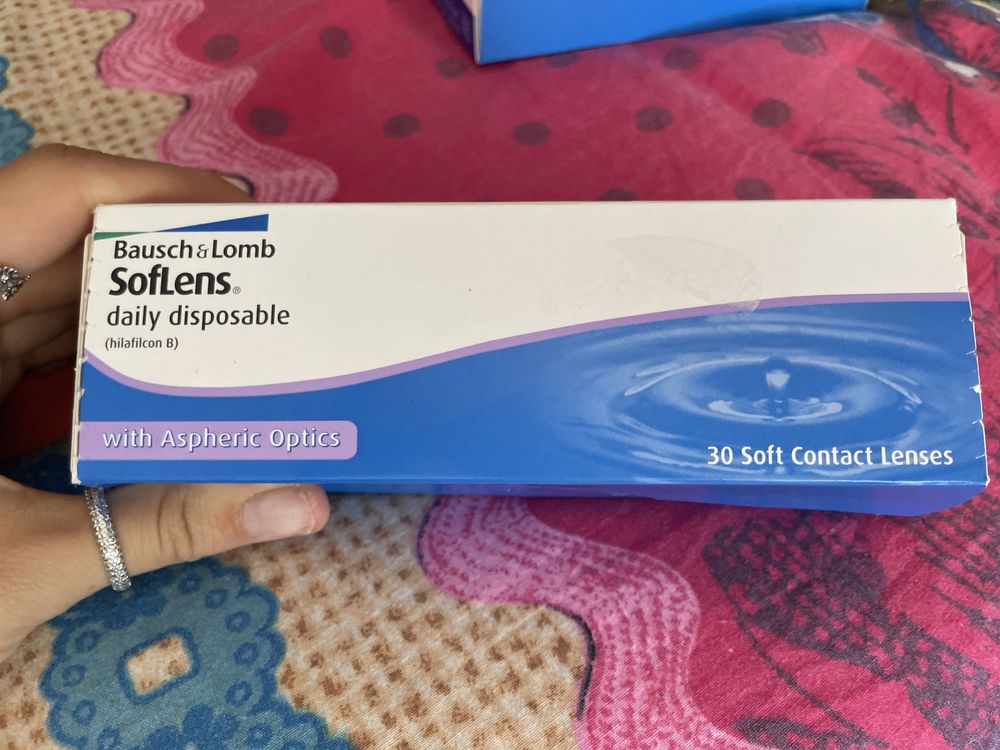 Bausch & Lomb
SofLens®
daily disposable
(hilafilcon B)
with Aspheric Optics
30 Soft Contact Lenses